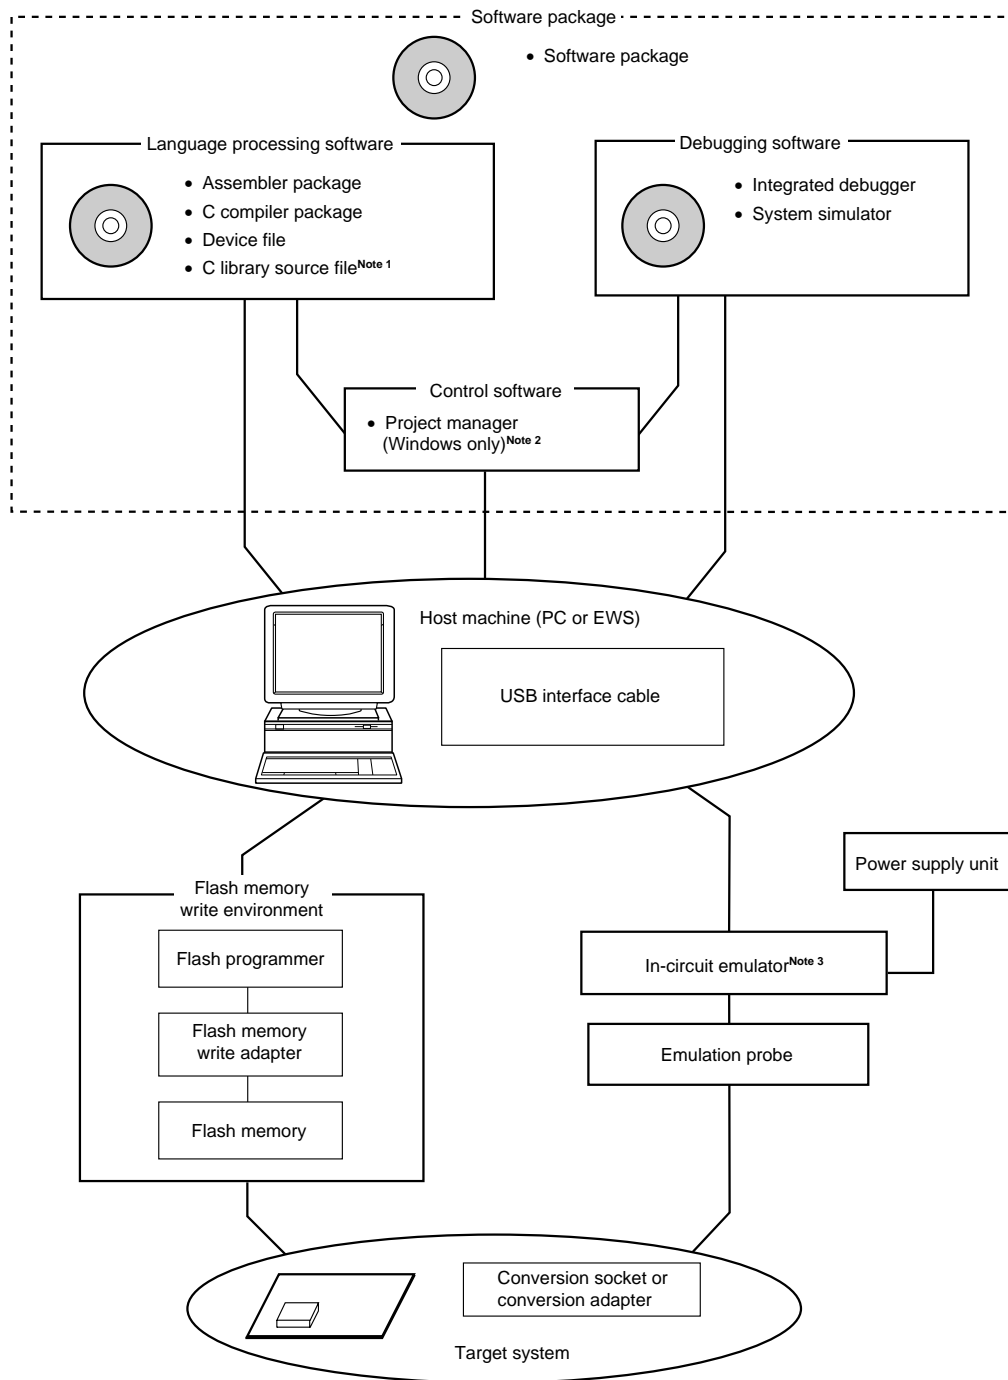 Software package
• Software package
Language processing software
• Assembler package
• C compiler package
• Device file
• C library source fileNote 1
Debugging software
• Integrated debugger
• System simulator
Control software
• Project manager
(Windows only)Note 2
Host machine (PC or EWS)
USB interface cable
Power supply unit
Flash memory
write environment
Flash programmer
Flash memory
write adapter
Flash memory
In-circuit emulatorNote 3
Emulation probe
Conversion socket or
conversion adapter
Target system